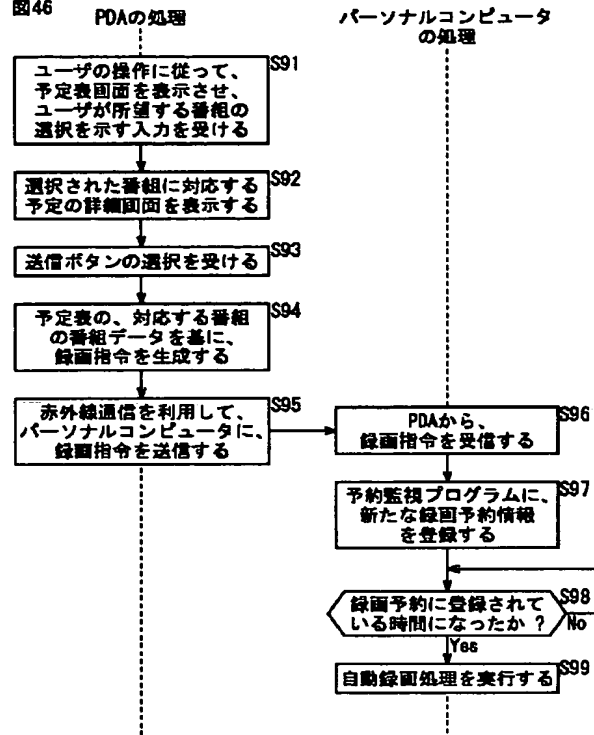 図46
PDAの処理
パーソナルコンピュータ
の処理
S91
ユーザの操作に従って、
予定表画面を表示させ、
ユーザが所望する番組の
選択を示す入力を受ける
S92
選択された番組に対応する
予定の詳細画面を表示する
S93
送信ボタンの選択を受ける
S94
予定表の、対応する番組
の番組データを基に、
録画指令を生成する
S95
赤外線通信を利用して、
パーソナルコンピュータに、
録画指令を送信する
S96
PDAから、
録画指令を受信する
S97
予約監視プログラムに、
新たな録画予約情報
を登録する
S98
録画予約に登録されて
いる時間になったか ?
No
Yes
S99
自動録画処理を実行する